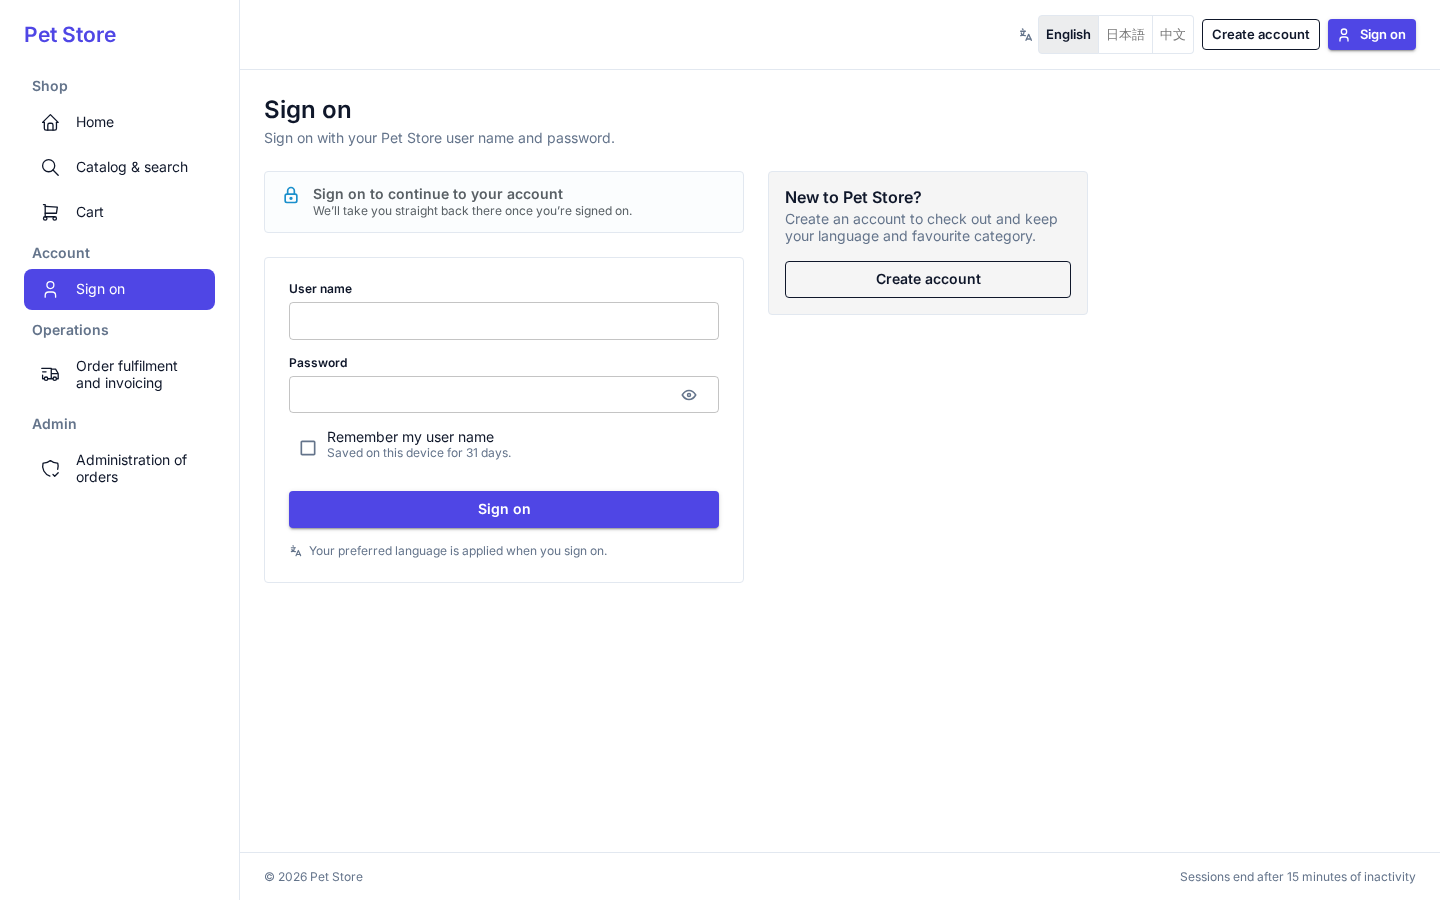 Pet Store
Shop
Home
Catalog & search
Cart
Account
Sign on
Operations
Order fulfilment
and invoicing
Admin
Administration of
orders
English 日本語 中文 Create account Sign on
Sign on
Sign on with your Pet Store user name and password.
Sign on to continue to your account
We’ll take you straight back there once you’re signed on.
User name
Password
Remember my user name
Saved on this device for 31 days.
Sign on
Your preferred language is applied when you sign on.
New to Pet Store?
Create an account to check out and keep
your language and favourite category.
Create account
© 2026 Pet Store
Sessions end after 15 minutes of inactivity